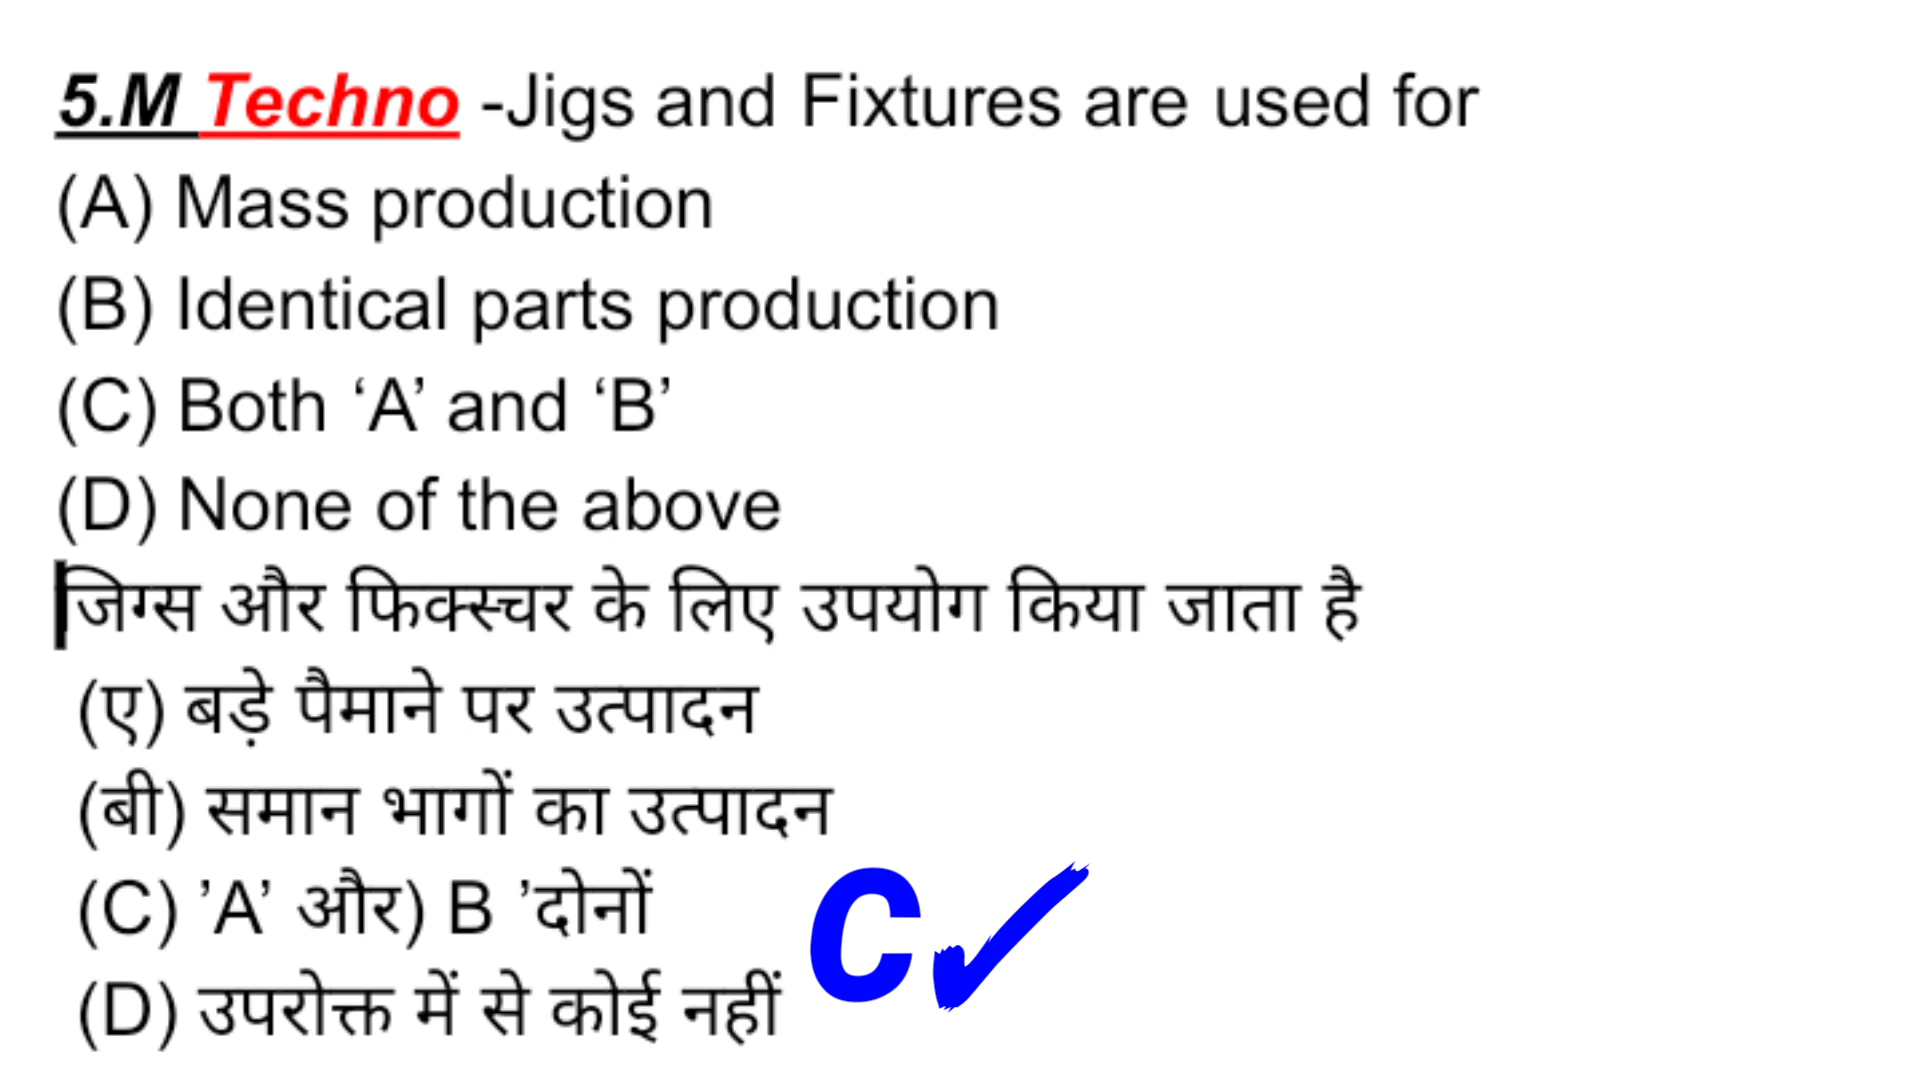 5.M Techno -Jigs and Fixtures are used for
(A) Mass production
(B) Identical parts production
(C) Both ‘A’ and ‘B’
(D) None of the above
जिग्स और फिक्स्चर के लिए उपयोग किया जाता है
(ए) बड़े पैमाने पर उत्पादन
(बी) समान भागों का उत्पादन
(C) ’A’ और) B ’दोनों
(D) उपरोक्त में से कोई नहीं
C✓